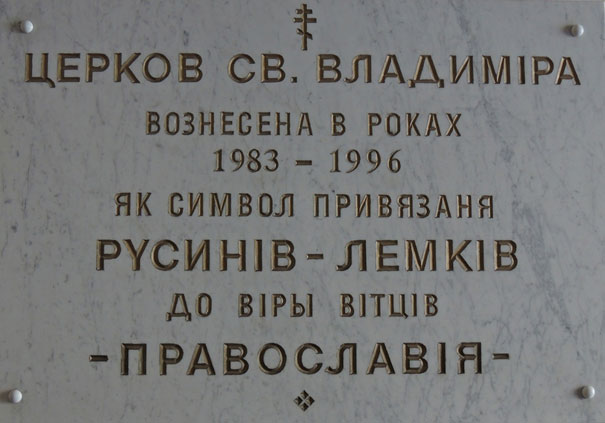 ЦЕРКОВ СВ. ВЛАДИМІРА
ВОЗНЕСЕНА В РОКАХ
1983 – 1996
ЯК СИМВОЛ ПРИВЯЗАНЯ
РУСИНІВ – ЛЕМКІВ
ДО ВІРЫ ВІТЦІВ
- ПРАВОСЛАВІЯ -